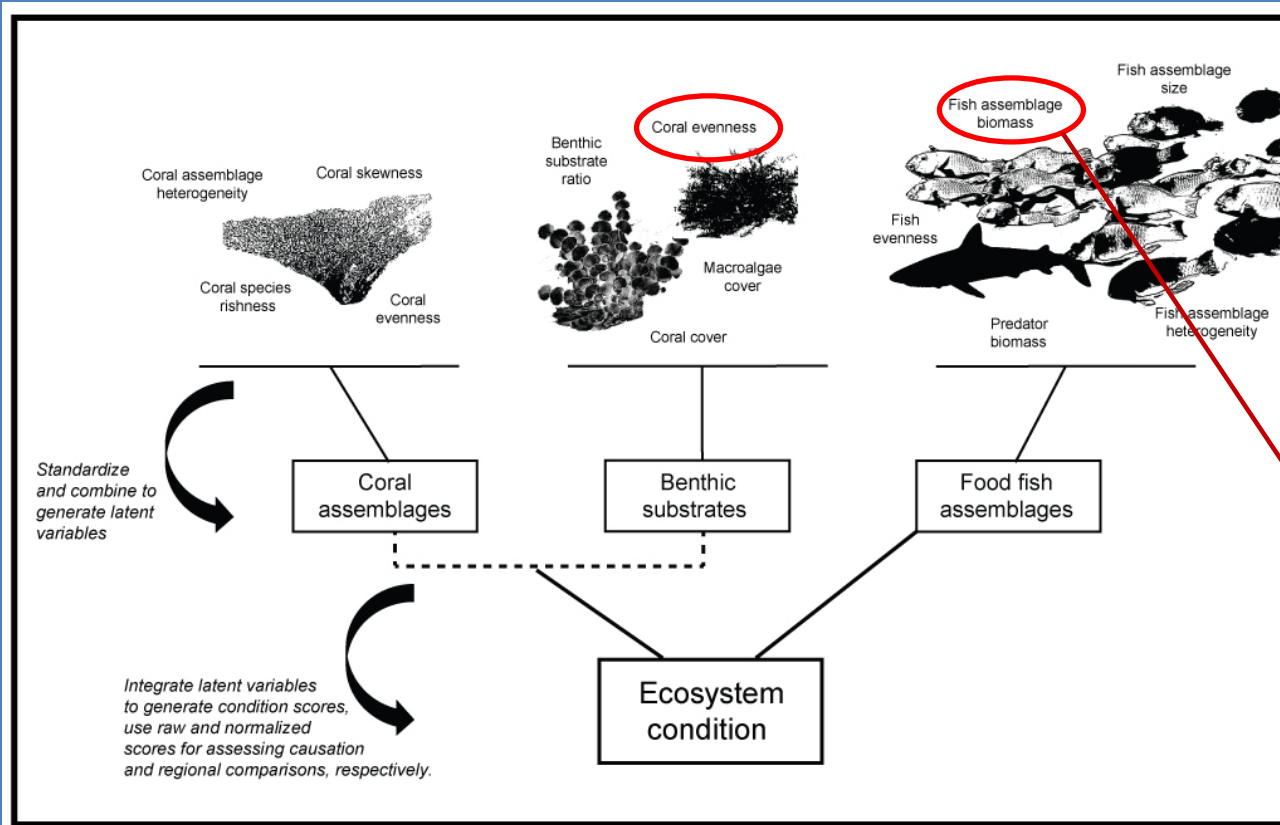 Coral assemblage
heterogeneity
Coral skewness
Coral species
rishness
Coral
evenness
Benthic
substrate
ratio
Coral evenness
Macroalgae
cover
Coral cover
Fish assemblage
biomass
Fish assemblage
size
Fish
evenness
Predator
biomass
Fish assemblage
heterogeneity
Standardize
and combine to
generate latent
variables
Coral
assemblages
Benthic
substrates
Food fish
assemblages
Integrate latent variables
to generate condition scores,
use raw and normalized
scores for assessing causation
and regional comparisons, respectively.
Ecosystem
condition